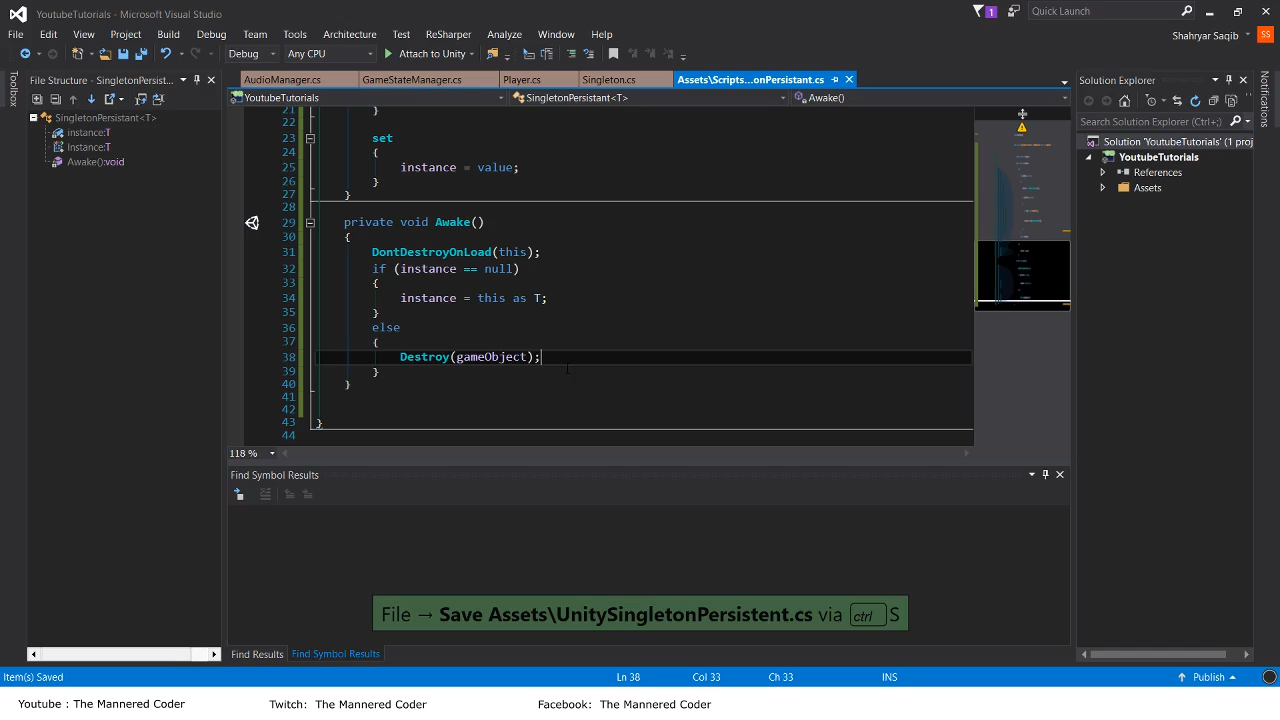 YoutubeTutorials - Microsoft Visual Studio
1
Quick Launch
File Edit View Project Build Debug Team Tools Architecture Test ReSharper Analyze Window Help
Shahryar Saqib SS
Debug Any CPU Attach to Unity
Toolbox
File Structure - SingletonPersist...
AudioManager.cs GameStateManager.cs Player.cs Singleton.cs Assets\Scripts...onPersistant.cs
Solution Explorer
Notifications
YoutubeTutorials SingletonPersistant<T> Awake()
Search Solution Explorer (Ctrl+;)
SingletonPersistant<T>
instance:T
Instance:T
Awake():void
Solution 'YoutubeTutorials' (1 proj
YoutubeTutorials
References
Assets
21 }
22
23 set
24 {
25 instance = value;
26 }
27 }
28
29 private void Awake()
30 {
31 DontDestroyOnLoad(this);
32 if (instance == null)
33 {
34 instance = this as T;
35 }
36 else
37 {
38 Destroy(gameObject);
39 }
40 }
41
42
43 }
44
118 %
Find Symbol Results
File → Save Assets\UnitySingletonPersistent.cs via ctrl S
Find Results Find Symbol Results
Item(s) Saved Ln 38 Col 33 Ch 33 INS Publish
Youtube : The Mannered Coder Twitch: The Mannered Coder Facebook: The Mannered Coder